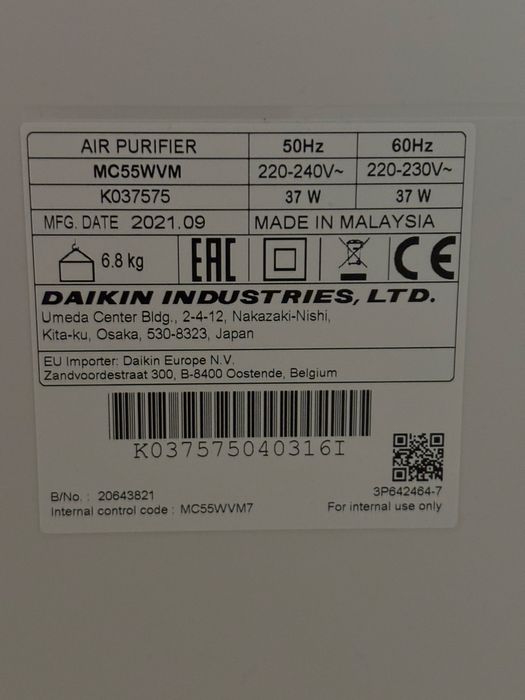 AIR PURIFIER 50Hz 60Hz
MC55WVM 220-240V~ 220-230V~
K037575 37 W 37 W
MFG. DATE 2021.09 MADE IN MALAYSIA
6.8 kg EAC CE
DAIKIN INDUSTRIES, LTD.
Umeda Center Bldg., 2-4-12, Nakazaki-Nishi,
Kita-ku, Osaka, 530-8323, Japan
EU Importer: Daikin Europe N.V.
Zandvoordestraat 300, B-8400 Oostende, Belgium
K037575040316I
B/No. : 20643821 3P642464-7
Internal control code : MC55WVM7 For internal use only